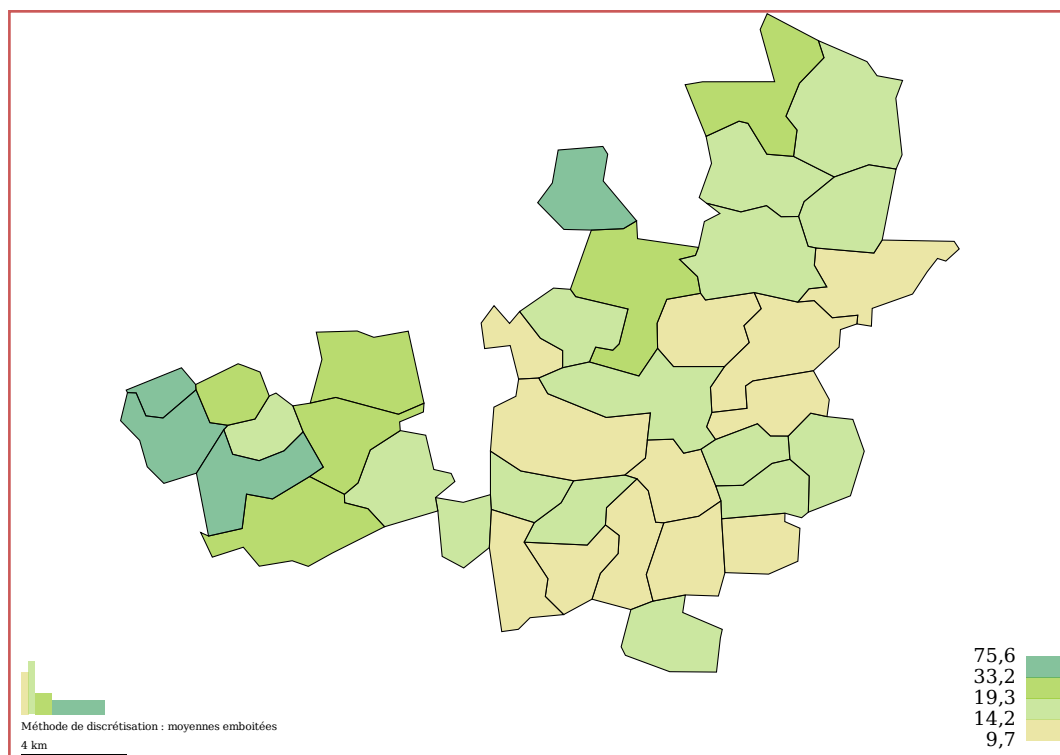 75,6
33,2
19,3
14,2
9,7
Méthode de discrétisation : moyennes emboitées
4 km